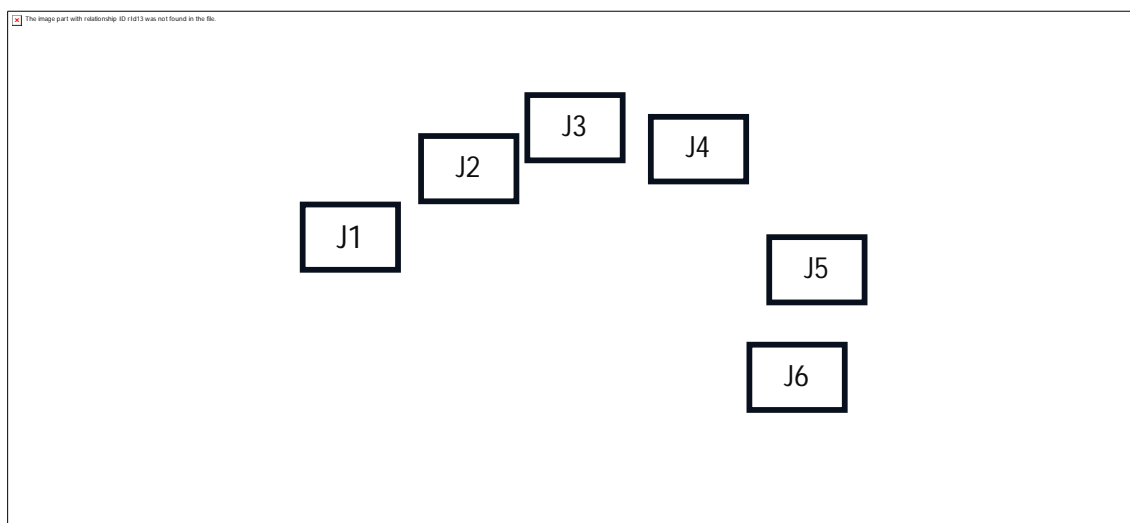 The image part with relationship ID rId13 was not found in the file.
J3
J4
J2
J1
J5
J6